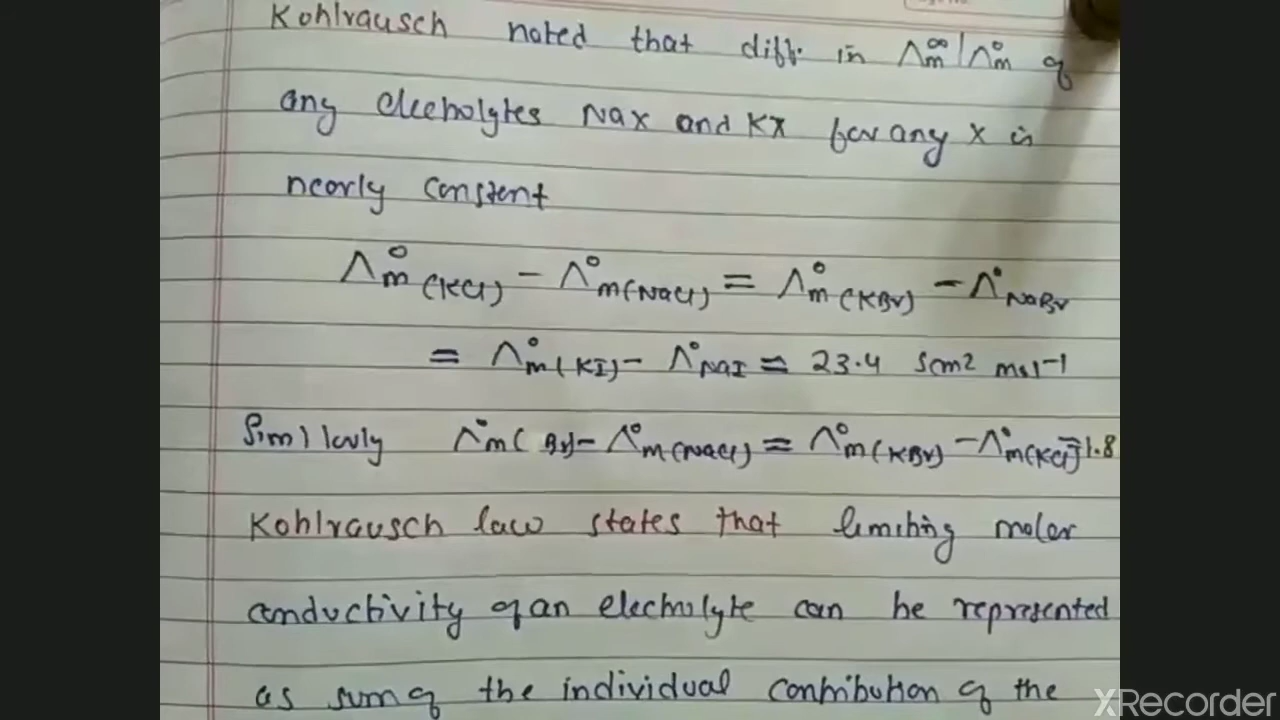 Kohlrausch noted that diff. in Λm∞/Λm° of
any electrolytes NaX and KX for any X is
nearly constant
Λ°m(KCl) − Λ°m(NaCl) = Λ°m(KBr) − Λ°NaBr
= Λ°m(KI) − Λ°NaI = 23.4 Scm2 mol−1
Similarly Λ°m( Br) − Λ°m(NaCl) = Λ°m(KBr) − Λ°m(KCl) = 1.8
Kohlrausch law states that limiting molar
conductivity of an electrolyte can be represented
as sum of the individual contribution of the
XRecorder